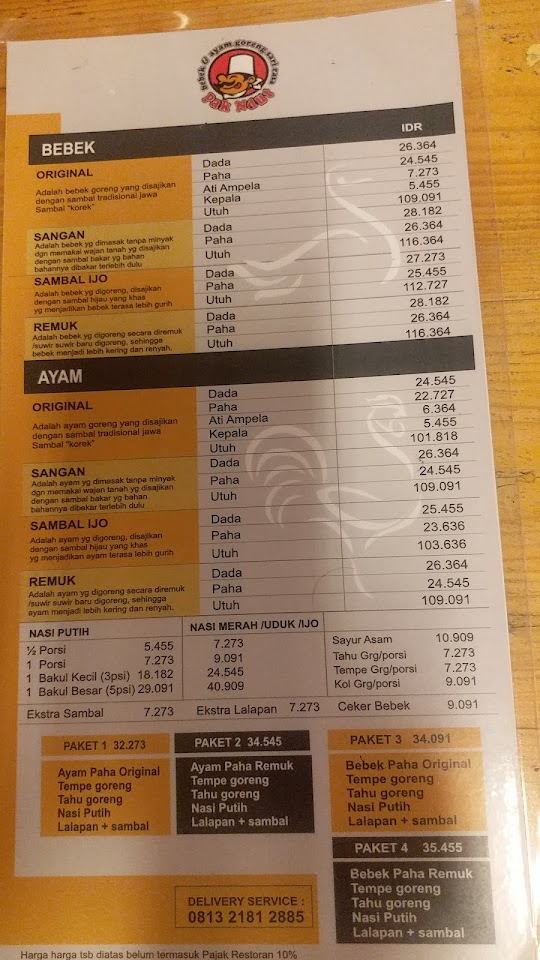 bebek & ayam goreng sari rasa
PAK NDUT
BEBEK IDR
ORIGINAL
Adalah bebek goreng yang disajikan
dengan sambal tradisional jawa
Sambal "korek"
Dada 26.364
Paha 24.545
Ati Ampela 7.273
Kepala 5.455
Utuh 109.091
SANGAN
Adalah bebek yg dimasak tanpa minyak
dgn memakai wajan tanah yg disajikan
dengan sambal bakar yg bahan
bahannya dibakar terlebih dulu
Dada 28.182
Paha 26.364
Utuh 116.364
SAMBAL IJO
Adalah bebek yg digoreng, disajikan
dengan sambal hijau yang khas
yg menjadikan bebek terasa lebih gurih
Dada 27.273
Paha 25.455
Utuh 112.727
REMUK
Adalah bebek yg digoreng secara diremuk
/suwir suwir baru digoreng, sehingga
bebek menjadi lebih kering dan renyah.
Dada 28.182
Paha 26.364
Utuh 116.364
AYAM
ORIGINAL
Adalah ayam goreng yang disajikan
dengan sambal tradisional jawa
Sambal "korek"
Dada 24.545
Paha 22.727
Ati Ampela 6.364
Kepala 5.455
Utuh 101.818
SANGAN
Adalah ayam yg dimasak tanpa minyak
dgn memakai wajan tanah yg disajikan
dengan sambal bakar yg bahan
bahannya dibakar terlebih dulu
Dada 26.364
Paha 24.545
Utuh 109.091
SAMBAL IJO
Adalah ayam yg digoreng, disajikan
dengan sambal hijau yang khas
yg menjadikan ayam terasa lebih gurih
Dada 25.455
Paha 23.636
Utuh 103.636
REMUK
Adalah ayam yg digoreng secara diremuk
/suwir suwir baru digoreng, sehingga
ayam menjadi lebih kering dan renyah.
Dada 26.364
Paha 24.545
Utuh 109.091
NASI PUTIH NASI MERAH /UDUK /IJO
½ Porsi 5.455 7.273
1 Porsi 7.273 9.091
1 Bakul Kecil (3psi) 18.182 24.545
1 Bakul Besar (5psi) 29.091 40.909
Sayur Asam 10.909
Tahu Grg/porsi 7.273
Tempe Grg/porsi 7.273
Kol Grg/porsi 9.091
Ekstra Sambal 7.273 Ekstra Lalapan 7.273 Ceker Bebek 9.091
PAKET 1 32.273
Ayam Paha Original
Tempe goreng
Tahu goreng
Nasi Putih
Lalapan + sambal
PAKET 2 34.545
Ayam Paha Remuk
Tempe goreng
Tahu goreng
Nasi Putih
Lalapan + sambal
PAKET 3 34.091
Bebek Paha Original
Tempe goreng
Tahu goreng
Nasi Putih
Lalapan + sambal
PAKET 4 35.455
Bebek Paha Remuk
Tempe goreng
Tahu goreng
Nasi Putih
Lalapan + sambal
DELIVERY SERVICE :
0813 2181 2885
Harga harga tsb diatas belum termasuk Pajak Restoran 10%